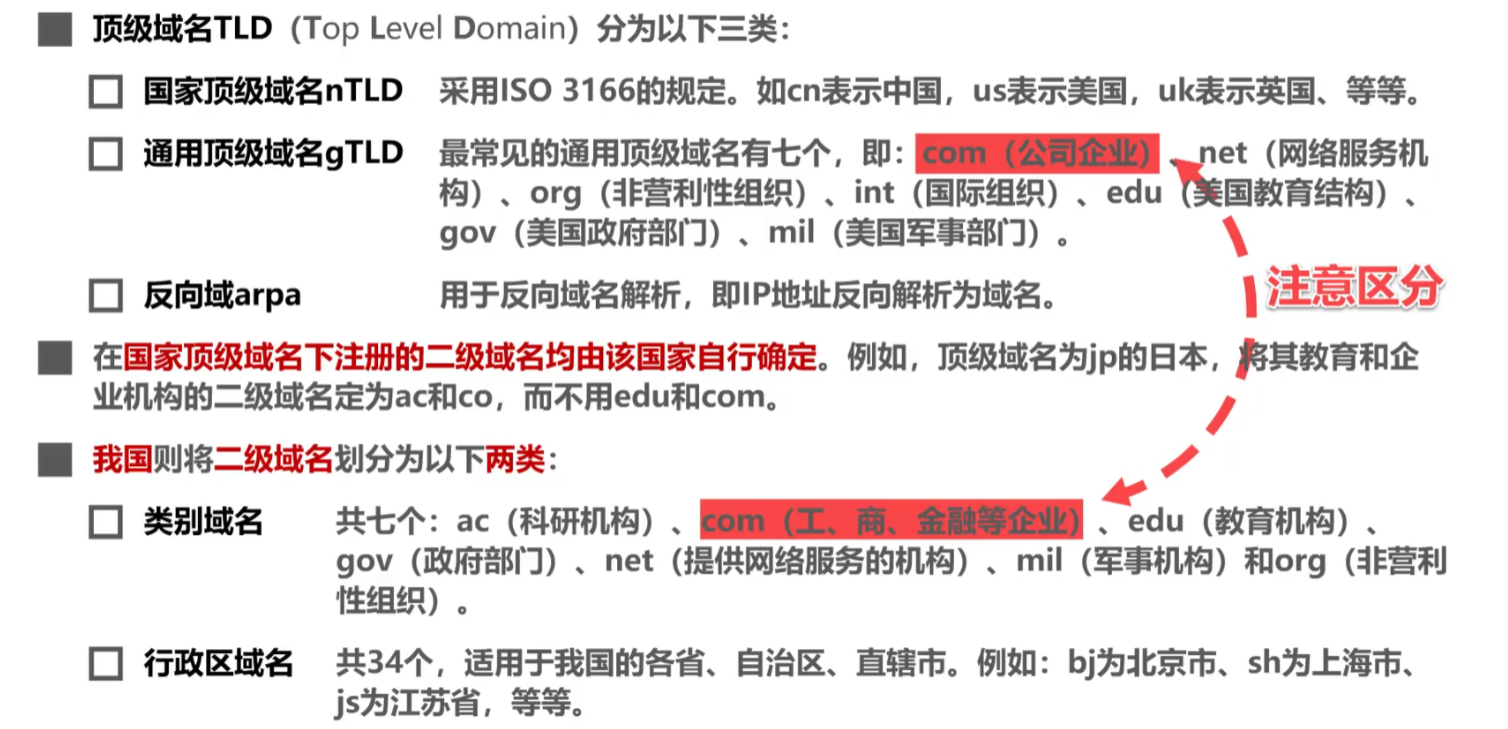 顶级域名TLD（Top Level Domain）分为以下三类：
国家顶级域名nTLD 采用ISO 3166的规定。如cn表示中国，us表示美国，uk表示英国、等等。
通用顶级域名gTLD 最常见的通用顶级域名有七个，即：com（公司企业）、net（网络服务机
构）、org（非营利性组织）、int（国际组织）、edu（美国教育结构）、
gov（美国政府部门）、mil（美国军事部门）。
注意区分
反向域arpa 用于反向域名解析，即IP地址反向解析为域名。
在国家顶级域名下注册的二级域名均由该国家自行确定。例如，顶级域名为jp的日本，将其教育和企
业机构的二级域名定为ac和co，而不用edu和com。
我国则将二级域名划分为以下两类：
类别域名 共七个：ac（科研机构）、com（工、商、金融等企业）、edu（教育机构）、
gov（政府部门）、net（提供网络服务的机构）、mil（军事机构）和org（非营利
性组织）。
行政区域名 共34个，适用于我国的各省、自治区、直辖市。例如：bj为北京市、sh为上海市、
js为江苏省，等等。